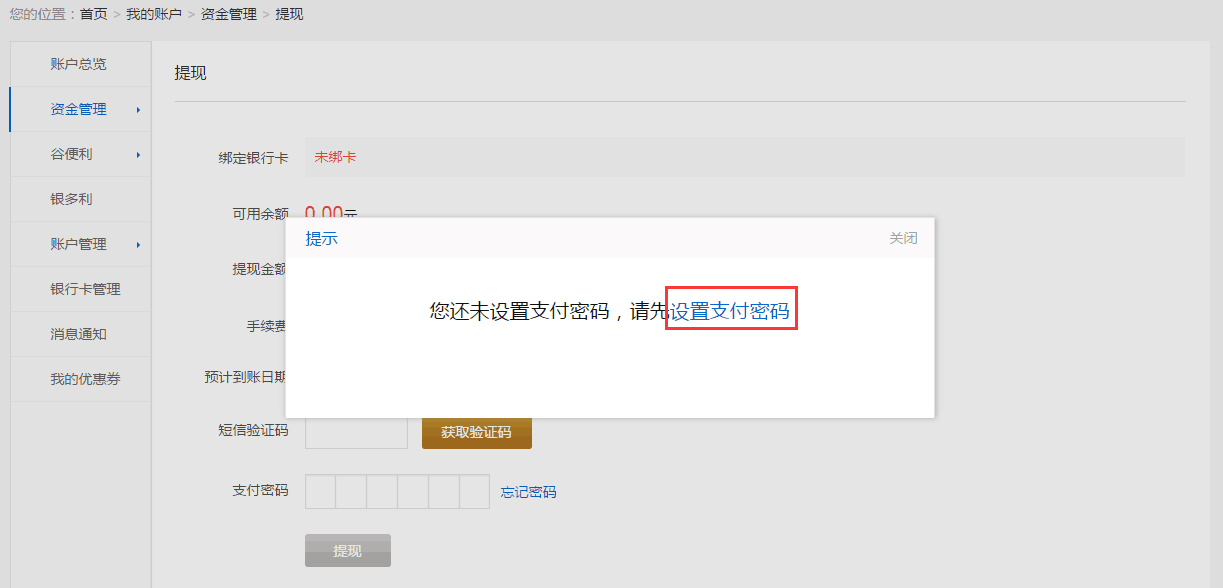 您的位置：首页 > 我的账户 > 资金管理 > 提现
账户总览
资金管理
谷便利
银多利
账户管理
银行卡管理
消息通知
我的优惠券
提现
绑定银行卡 未绑卡
可用余额 0.00元
提现金额
手续费
预计到账日期
提示 关闭
您还未设置支付密码，请先设置支付密码
短信验证码 获取验证码
支付密码 忘记密码
提现